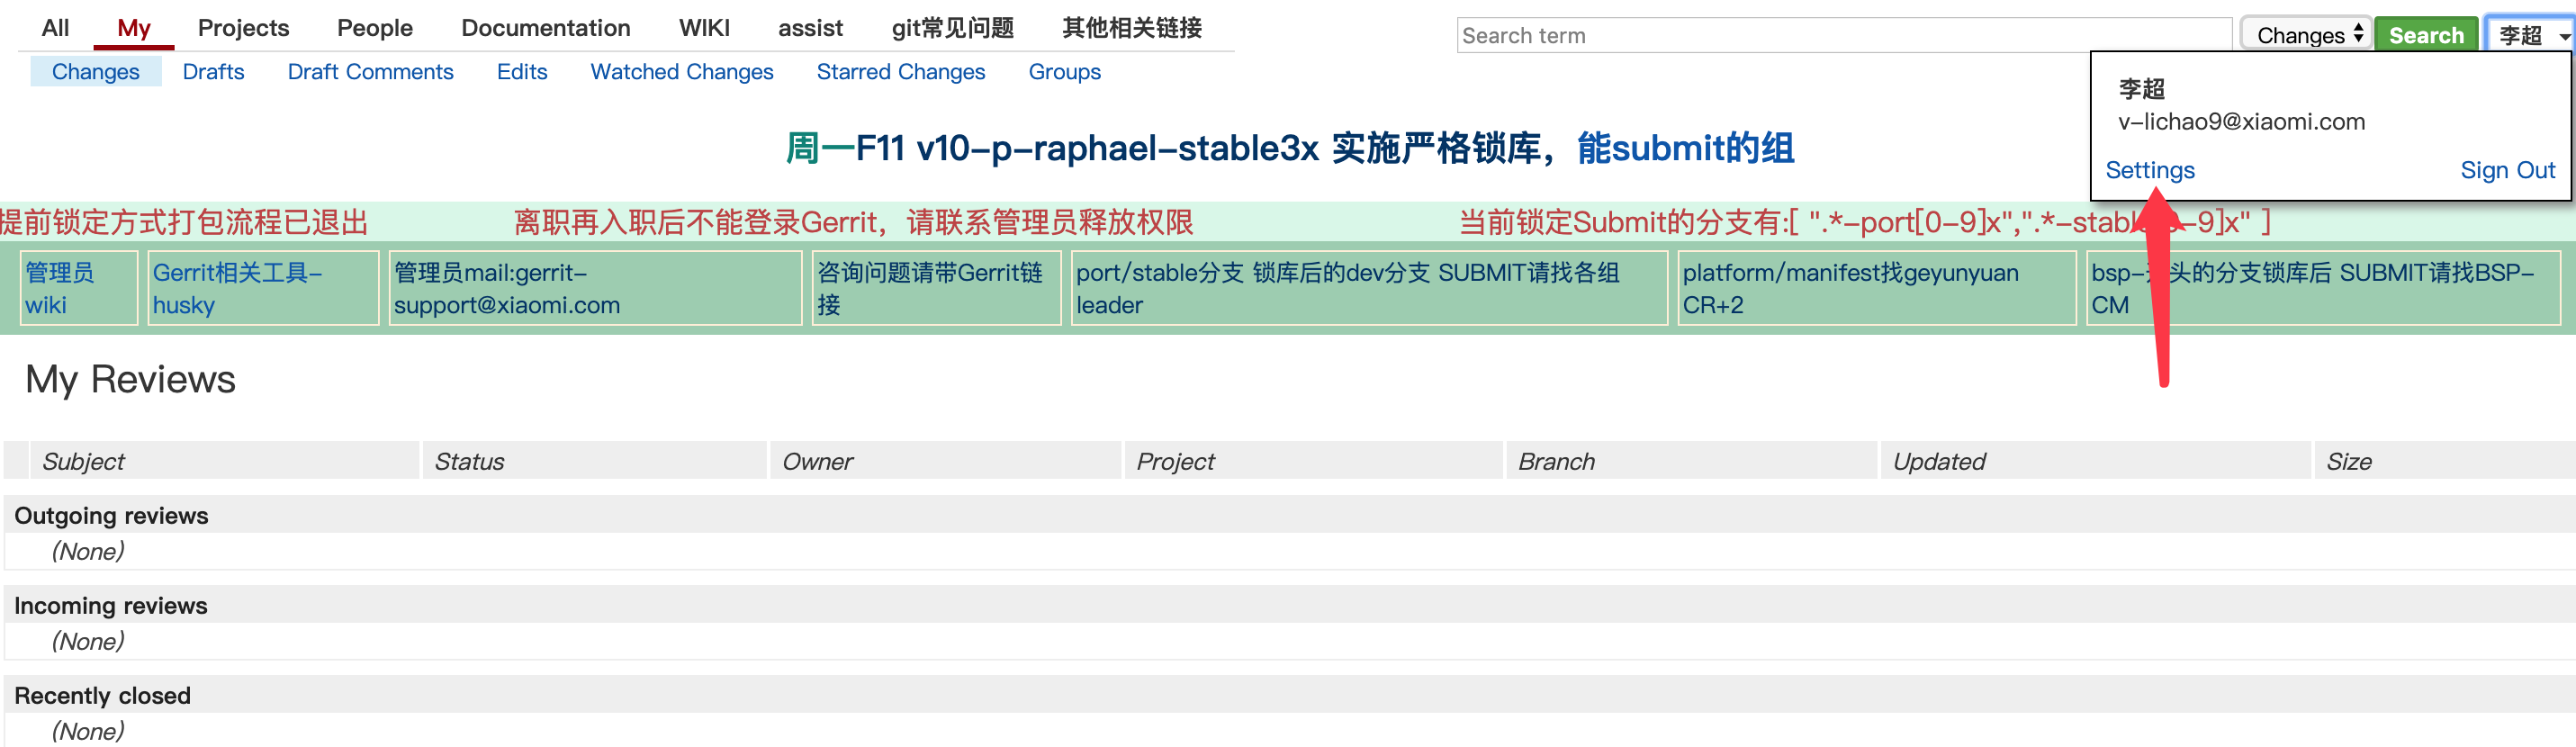 All My Projects People Documentation WIKI assist git常见问题 其他相关链接
Search term Changes Search 李超
Changes Drafts Draft Comments Edits Watched Changes Starred Changes Groups
李超
v-lichao9@xiaomi.com
Settings Sign Out
周一F11 v10-p-raphael-stable3x 实施严格锁库，能submit的组
提前锁定方式打包流程已退出 离职再入职后不能登录Gerrit，请联系管理员释放权限 当前锁定Submit的分支有:[ ".*-port[0-9]x",".*-stab -9]x" ]
管理员
wiki
Gerrit相关工具-
husky
管理员mail:gerrit-
support@xiaomi.com
咨询问题请带Gerrit链
接
port/stable分支 锁库后的dev分支 SUBMIT请找各组
leader
platform/manifest找geyunyuan
CR+2
bsp- 头的分支锁库后 SUBMIT请找BSP-
CM
My Reviews
Subject Status Owner Project Branch Updated Size
Outgoing reviews
(None)
Incoming reviews
(None)
Recently closed
(None)